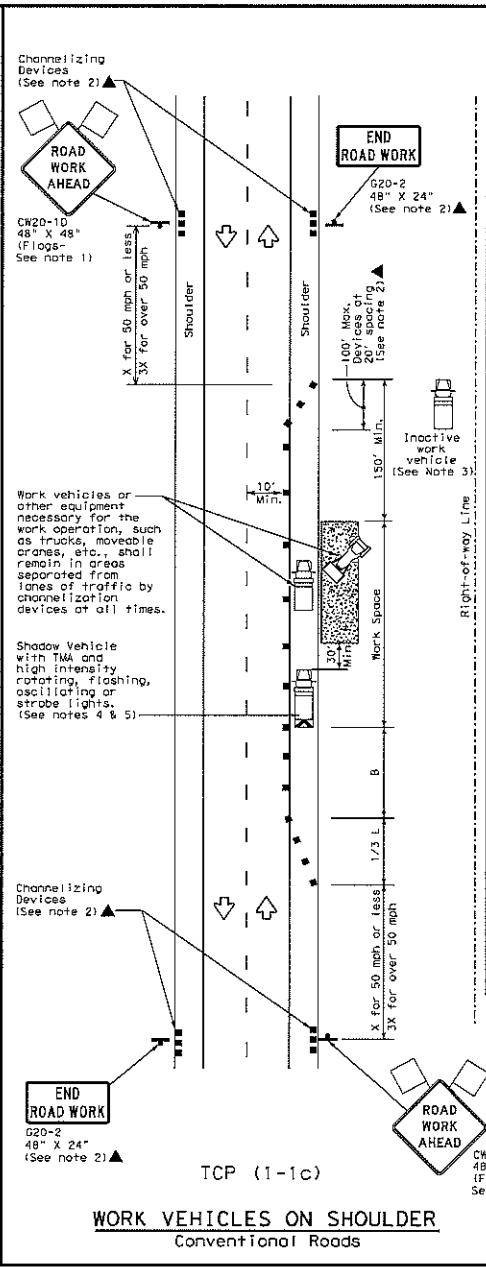 Channelizing
Devices
(See note 2)▲
ROAD
WORK
AHEAD
CW20-1D
48" X 48"
(Flags-
See note 1)
END
ROAD WORK
G20-2
48" X 24"
(See note 2)▲
X for 50 mph or less
3X for over 50 mph
Shoulder
Shoulder
100' Max.
Devices at
20' spacing
(See note 2)▲
150' Min.
Inactive
work
vehicle
(See Note 3)
Right-of-way Line
10'
Min.
Work vehicles or
other equipment
necessary for the
work operation, such
as trucks, moveable
cranes, etc., shall
remain in areas
separated from
lanes of traffic by
channelization
devices at all times.
Work Space
30'
Min.
Shadow Vehicle
with TMA and
high intensity
rotating, flashing,
oscillating or
strobe lights.
(See notes 4 & 5)
B
1/3 L
Channelizing
Devices
(See note 2)▲
X for 50 mph or less
3X for over 50 mph
END
ROAD WORK
G20-2
48" X 24"
(See note 2)▲
ROAD
WORK
AHEAD
CW
48
(F
Se
TCP (1-1c)
WORK VEHICLES ON SHOULDER
Conventional Roads